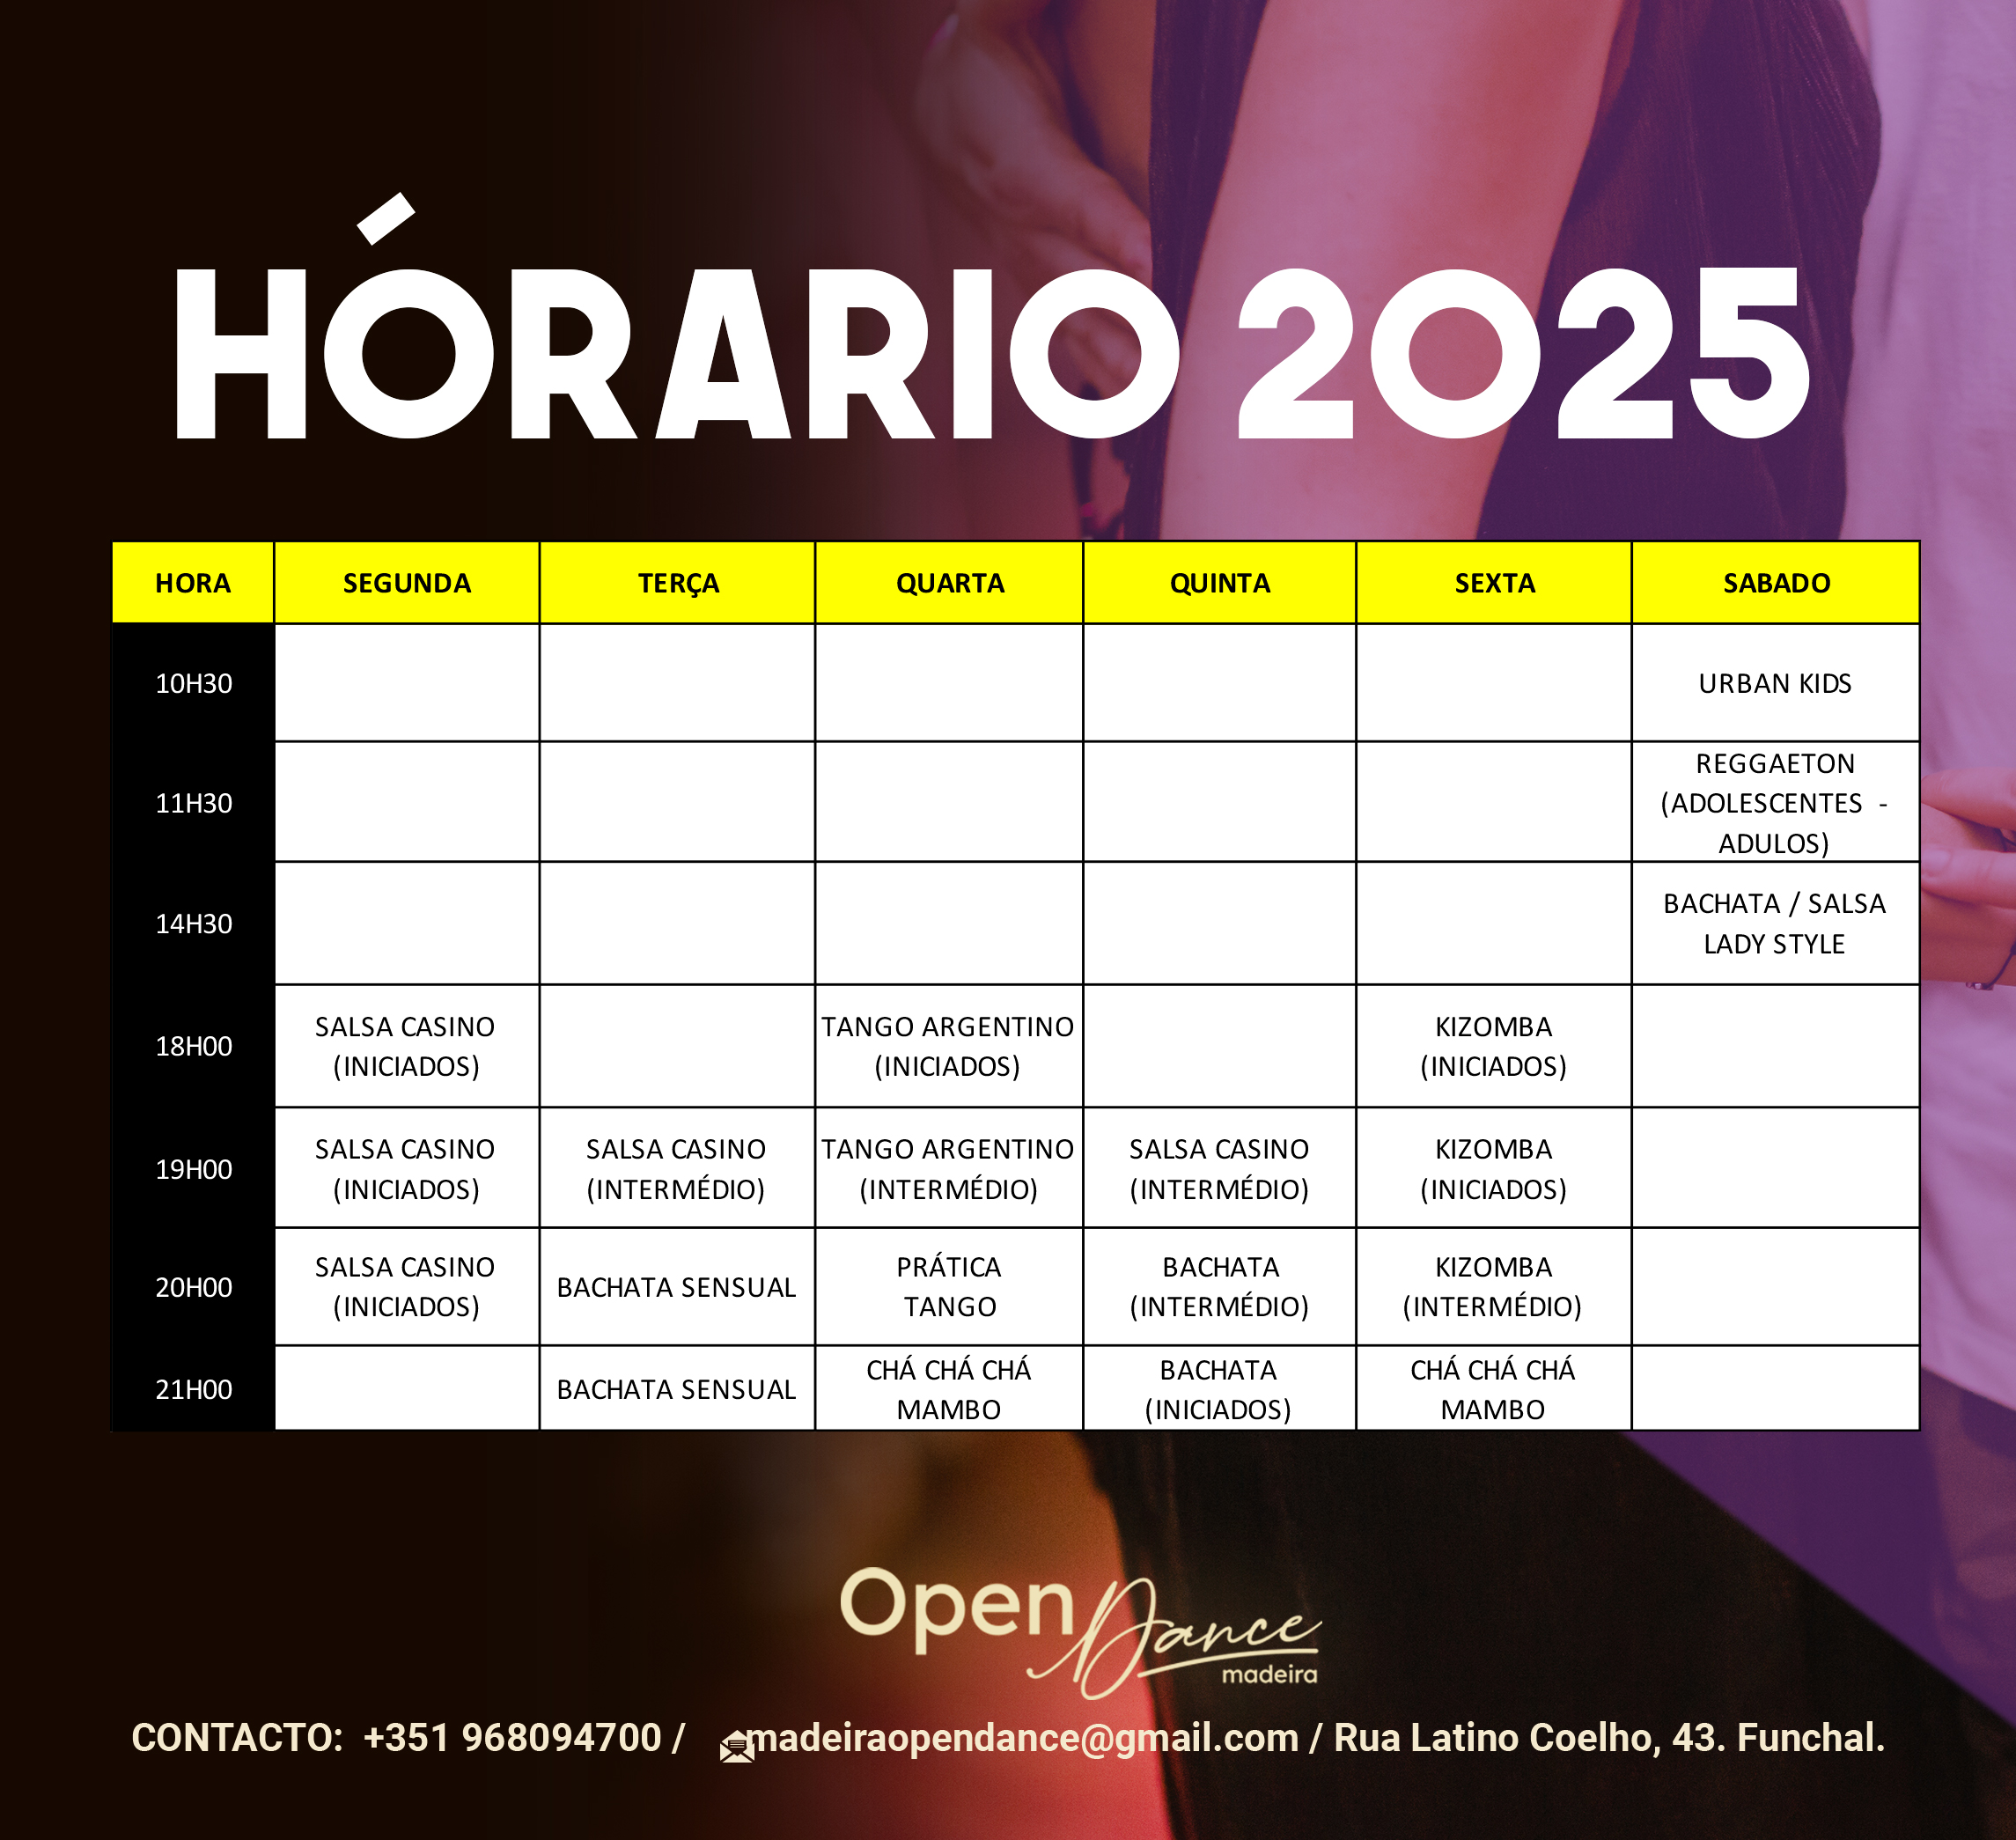 HÓRARIO 2025
HORA SEGUNDA TERÇA QUARTA QUINTA SEXTA SABADO
10H30 URBAN KIDS
11H30 REGGAETON
(ADOLESCENTES -
ADULOS)
14H30 BACHATA / SALSA
LADY STYLE
18H00 SALSA CASINO TANGO ARGENTINO KIZOMBA
(INICIADOS) (INICIADOS) (INICIADOS)
19H00 SALSA CASINO SALSA CASINO TANGO ARGENTINO SALSA CASINO KIZOMBA
(INICIADOS) (INTERMÉDIO) (INTERMÉDIO) (INTERMÉDIO) (INICIADOS)
20H00 SALSA CASINO BACHATA SENSUAL PRÁTICA BACHATA KIZOMBA
(INICIADOS) TANGO (INTERMÉDIO) (INTERMÉDIO)
21H00 BACHATA SENSUAL CHÁ CHÁ CHÁ BACHATA CHÁ CHÁ CHÁ
MAMBO (INICIADOS) MAMBO
Open Dance
madeira
CONTACTO: +351 968094700 / madeiraopendance@gmail.com / Rua Latino Coelho, 43. Funchal.